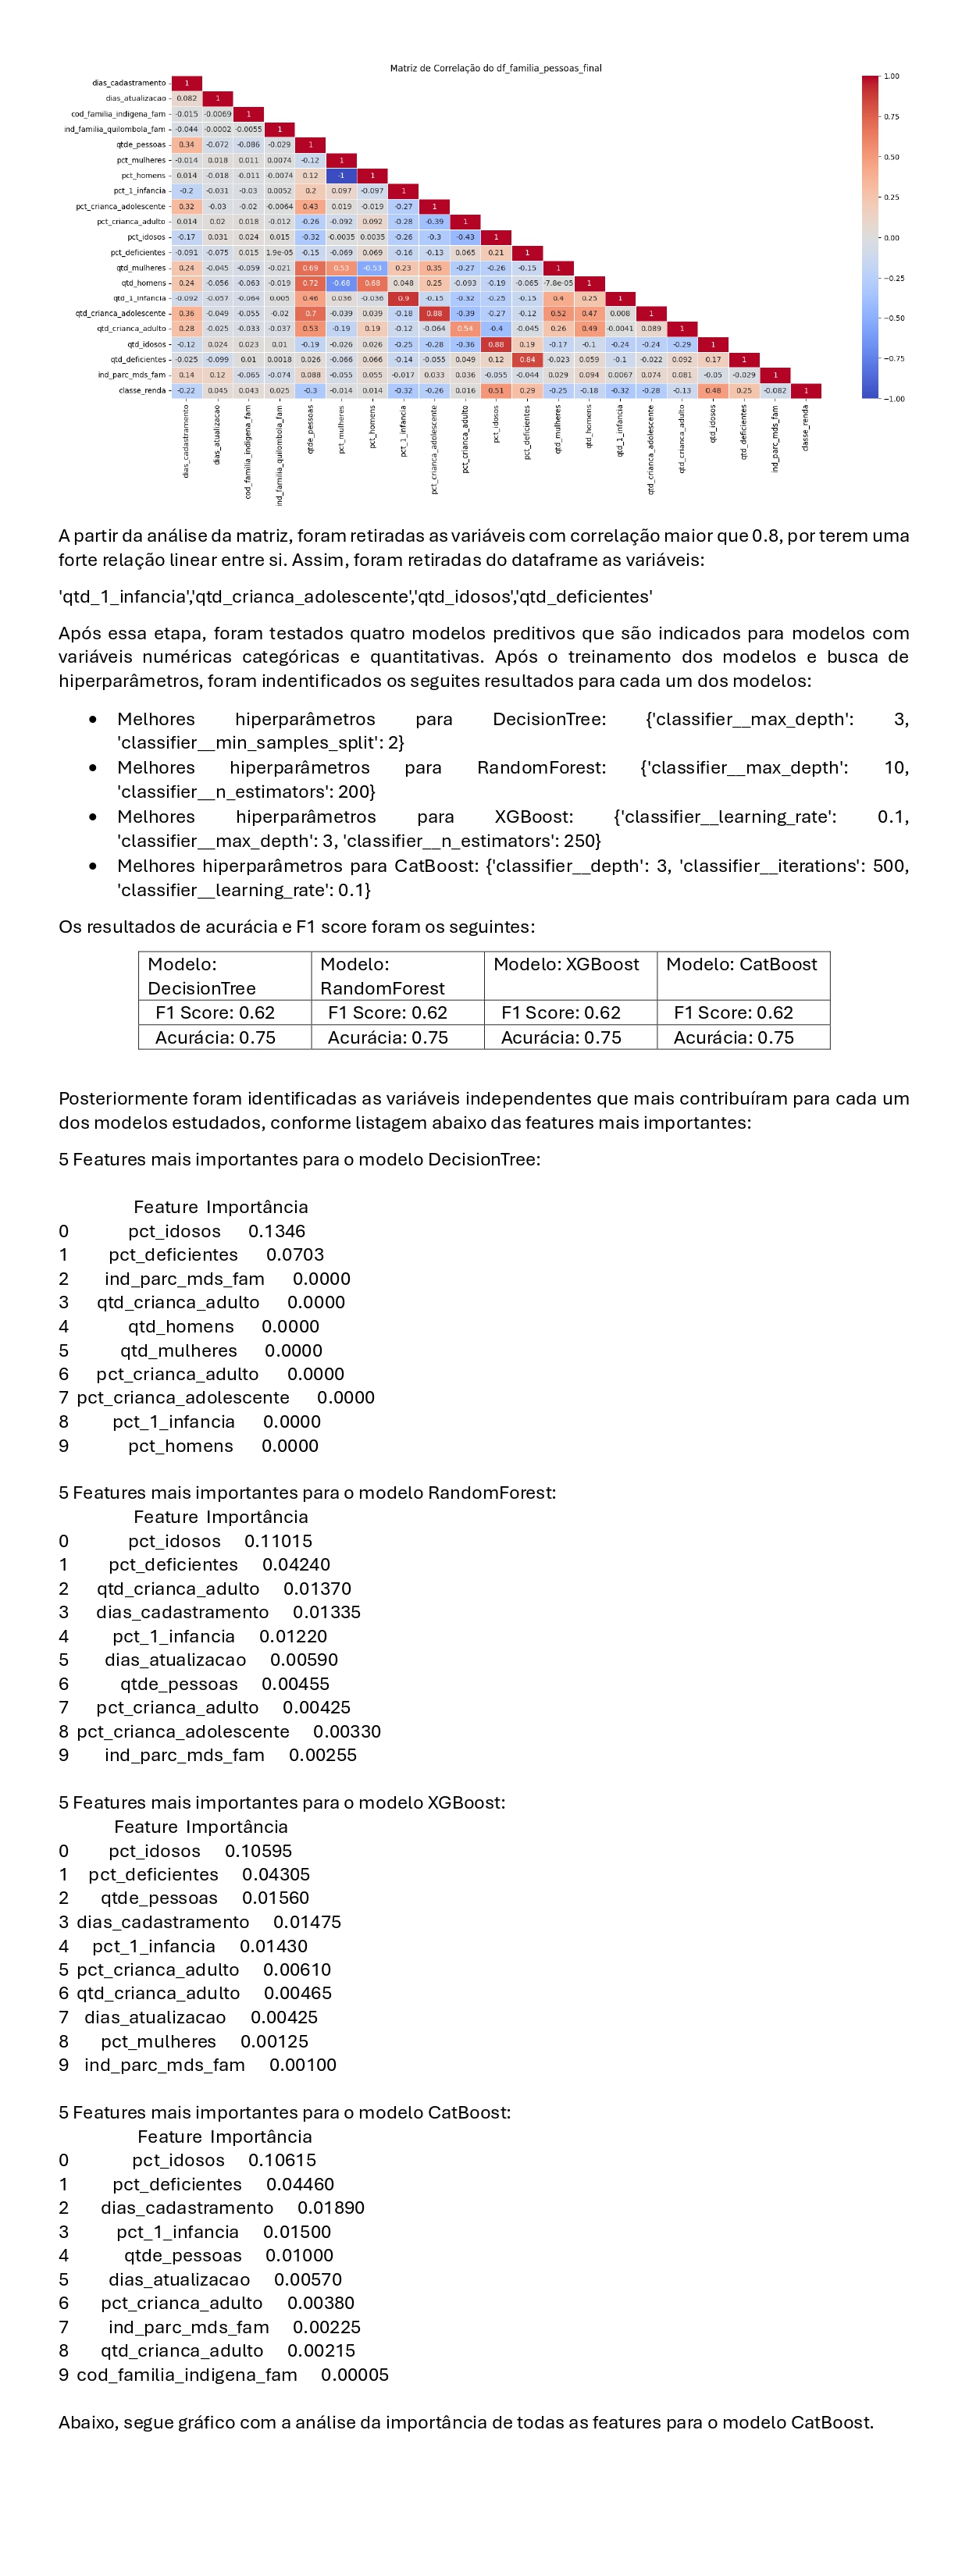 Matriz de Correlação do df_familia_pessoas_final
dias_cadastramento 1
dias_atualizacao 0.082 1
cod_familia_indigena_fam -0.015 -0.0069 1
ind_familia_quilombola_fam -0.044 -0.0002 -0.0055 1
qtde_pessoas 0.34 -0.072 -0.086 -0.029 1
pct_mulheres -0.014 0.018 0.011 0.0074 -0.12 1
pct_homens 0.014 -0.018 -0.011 -0.0074 0.12 -1 1
pct_1_infancia -0.2 -0.031 -0.03 0.0052 0.2 0.097 -0.097 1
pct_crianca_adolescente 0.32 -0.03 -0.02 -0.0064 0.43 0.019 -0.019 -0.27 1
pct_crianca_adulto 0.014 0.02 0.018 -0.012 -0.26 -0.092 0.092 -0.28 -0.39 1
pct_idosos -0.17 0.031 0.024 0.015 -0.32 -0.0035 0.0035 -0.26 -0.3 -0.43 1
pct_deficientes -0.091 -0.075 0.015 1.9e-05 -0.15 -0.069 0.069 -0.16 -0.13 0.065 0.21 1
qtd_mulheres 0.24 -0.045 -0.059 -0.021 0.69 0.53 -0.53 0.23 0.35 -0.27 -0.26 -0.15 1
qtd_homens 0.24 -0.056 -0.063 -0.019 0.72 -0.68 0.68 0.048 0.25 -0.093 -0.19 -0.065 -7.8e-05 1
qtd_1_infancia -0.092 -0.057 -0.064 0.005 0.46 0.036 -0.036 0.9 -0.15 -0.32 -0.25 -0.15 0.4 0.25 1
qtd_crianca_adolescente 0.36 -0.049 -0.055 -0.02 0.7 0.039 -0.039 -0.18 0.88 -0.39 -0.27 -0.12 0.52 0.47 0.008 1
qtd_crianca_adulto 0.28 -0.025 -0.033 -0.037 0.53 -0.19 0.19 -0.12 -0.064 0.54 -0.4 -0.045 0.26 0.49 -0.0041 0.089 1
qtd_idosos -0.12 0.024 0.023 0.01 -0.19 -0.026 0.026 -0.25 -0.28 -0.36 0.88 0.19 -0.17 -0.1 -0.24 -0.24 -0.29 1
qtd_deficientes -0.025 -0.099 0.01 0.0018 0.026 -0.066 0.066 -0.14 -0.055 0.049 0.12 0.84 -0.023 0.059 -0.1 -0.022 0.092 0.17 1
ind_parc_mds_fam 0.14 0.12 -0.065 -0.074 0.088 -0.055 0.055 -0.017 0.033 0.036 -0.055 -0.044 0.029 0.094 0.0067 0.074 0.081 -0.05 -0.029 1
classe_renda -0.22 0.045 0.043 0.025 -0.3 -0.014 0.014 -0.32 -0.26 0.016 0.51 0.29 -0.25 -0.18 -0.32 -0.28 -0.13 0.48 0.25 -0.082 1
dias_cadastramento dias_atualizacao cod_familia_indigena_fam ind_familia_quilombola_fam qtde_pessoas pct_mulheres pct_homens pct_1_infancia pct_crianca_adolescente pct_crianca_adulto pct_idosos pct_deficientes qtd_mulheres qtd_homens qtd_1_infancia qtd_crianca_adolescente qtd_crianca_adulto qtd_idosos qtd_deficientes ind_parc_mds_fam classe_renda
1.00
0.75
0.50
0.25
0.00
−0.25
−0.50
−0.75
−1.00
A partir da análise da matriz, foram retiradas as variáveis com correlação maior que 0.8, por terem uma
forte relação linear entre si. Assim, foram retiradas do dataframe as variáveis:
'qtd_1_infancia','qtd_crianca_adolescente','qtd_idosos','qtd_deficientes'
Após essa etapa, foram testados quatro modelos preditivos que são indicados para modelos com
variáveis numéricas categóricas e quantitativas. Após o treinamento dos modelos e busca de
hiperparâmetros, foram indentificados os seguites resultados para cada um dos modelos:
• Melhores hiperparâmetros para DecisionTree: {'classifier__max_depth': 3,
'classifier__min_samples_split': 2}
• Melhores hiperparâmetros para RandomForest: {'classifier__max_depth': 10,
'classifier__n_estimators': 200}
• Melhores hiperparâmetros para XGBoost: {'classifier__learning_rate': 0.1,
'classifier__max_depth': 3, 'classifier__n_estimators': 250}
• Melhores hiperparâmetros para CatBoost: {'classifier__depth': 3, 'classifier__iterations': 500,
'classifier__learning_rate': 0.1}
Os resultados de acurácia e F1 score foram os seguintes:
Modelo: DecisionTree Modelo: RandomForest Modelo: XGBoost Modelo: CatBoost
F1 Score: 0.62 F1 Score: 0.62 F1 Score: 0.62 F1 Score: 0.62
Acurácia: 0.75 Acurácia: 0.75 Acurácia: 0.75 Acurácia: 0.75
Posteriormente foram identificadas as variáveis independentes que mais contribuíram para cada um
dos modelos estudados, conforme listagem abaixo das features mais importantes:
5 Features mais importantes para o modelo DecisionTree:
Feature Importância
0 pct_idosos 0.1346
1 pct_deficientes 0.0703
2 ind_parc_mds_fam 0.0000
3 qtd_crianca_adulto 0.0000
4 qtd_homens 0.0000
5 qtd_mulheres 0.0000
6 pct_crianca_adulto 0.0000
7 pct_crianca_adolescente 0.0000
8 pct_1_infancia 0.0000
9 pct_homens 0.0000
5 Features mais importantes para o modelo RandomForest:
Feature Importância
0 pct_idosos 0.11015
1 pct_deficientes 0.04240
2 qtd_crianca_adulto 0.01370
3 dias_cadastramento 0.01335
4 pct_1_infancia 0.01220
5 dias_atualizacao 0.00590
6 qtde_pessoas 0.00455
7 pct_crianca_adulto 0.00425
8 pct_crianca_adolescente 0.00330
9 ind_parc_mds_fam 0.00255
5 Features mais importantes para o modelo XGBoost:
Feature Importância
0 pct_idosos 0.10595
1 pct_deficientes 0.04305
2 qtde_pessoas 0.01560
3 dias_cadastramento 0.01475
4 pct_1_infancia 0.01430
5 pct_crianca_adulto 0.00610
6 qtd_crianca_adulto 0.00465
7 dias_atualizacao 0.00425
8 pct_mulheres 0.00125
9 ind_parc_mds_fam 0.00100
5 Features mais importantes para o modelo CatBoost:
Feature Importância
0 pct_idosos 0.10615
1 pct_deficientes 0.04460
2 dias_cadastramento 0.01890
3 pct_1_infancia 0.01500
4 qtde_pessoas 0.01000
5 dias_atualizacao 0.00570
6 pct_crianca_adulto 0.00380
7 ind_parc_mds_fam 0.00225
8 qtd_crianca_adulto 0.00215
9 cod_familia_indigena_fam 0.00005
Abaixo, segue gráfico com a análise da importância de todas as features para o modelo CatBoost.